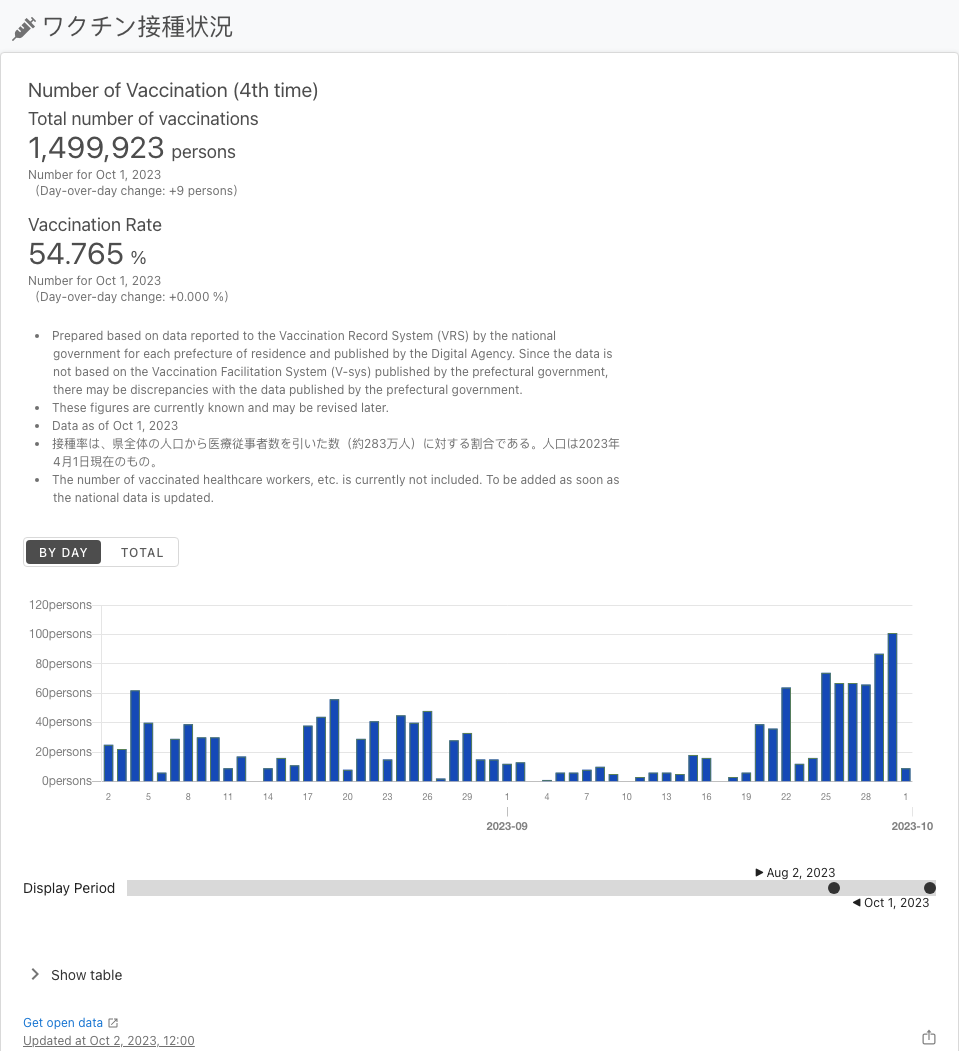 ワクチン接種状況
Number of Vaccination (4th time)
Total number of vaccinations
1,499,923 persons
Number for Oct 1, 2023
(Day-over-day change: +9 persons)
Vaccination Rate
54.765 %
Number for Oct 1, 2023
(Day-over-day change: +0.000 %)
• Prepared based on data reported to the Vaccination Record System (VRS) by the national
government for each prefecture of residence and published by the Digital Agency. Since the data is
not based on the Vaccination Facilitation System (V-sys) published by the prefectural government,
there may be discrepancies with the data published by the prefectural government.
• These figures are currently known and may be revised later.
• Data as of Oct 1, 2023
• 接種率は、県全体の人口から医療従事者数を引いた数（約283万人）に対する割合である。人口は2023年
4月1日現在のもの。
• The number of vaccinated healthcare workers, etc. is currently not included. To be added as soon as
the national data is updated.
BY DAY TOTAL
120persons
100persons
80persons
60persons
40persons
20persons
0persons
2 5 8 11 14 17 20 23 26 29 1 4 7 10 13 16 19 22 25 28 1
2023-09 2023-10
Aug 2, 2023
Display Period
Oct 1, 2023
Show table
Get open data
Updated at Oct 2, 2023, 12:00